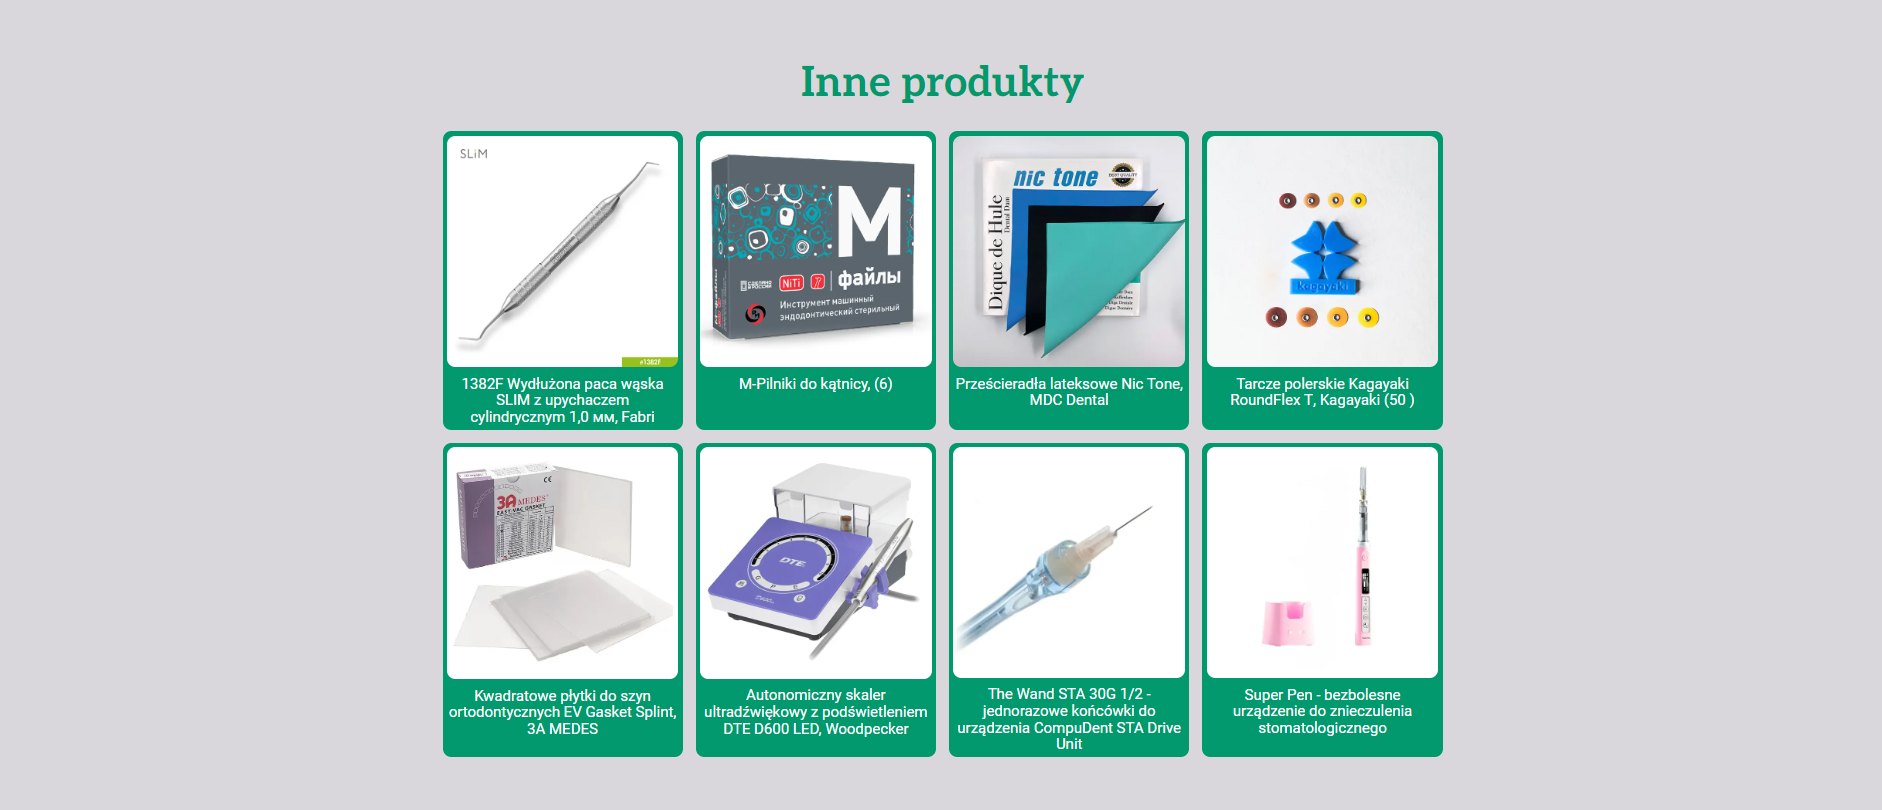 Inne produkty
SLiM
#1382F
1382F Wydłużona paca wąska
SLIM z upychaczem
cylindrycznym 1,0 мм, Fabri
M
NiTi
файлы
Инструмент машинный
эндодонтический стерильный
M-Pilniki do kątnicy, (6)
nic tone
BEST QUALITY
Dique de Hule
Dental Dam
Prześcieradła lateksowe Nic Tone,
MDC Dental
kagayaki
Tarcze polerskie Kagayaki
RoundFlex T, Kagayaki (50 )
3A MEDES
EASY-VAC GASKET
Kwadratowe płytki do szyn
ortodontycznych EV Gasket Splint,
3A MEDES
DTE
Autonomiczny skaler
ultradźwiękowy z podświetleniem
DTE D600 LED, Woodpecker
The Wand STA 30G 1/2 -
jednorazowe końcówki do
urządzenia CompuDent STA Drive
Unit
Super Pen - bezbolesne
urządzenie do znieczulenia
stomatologicznego